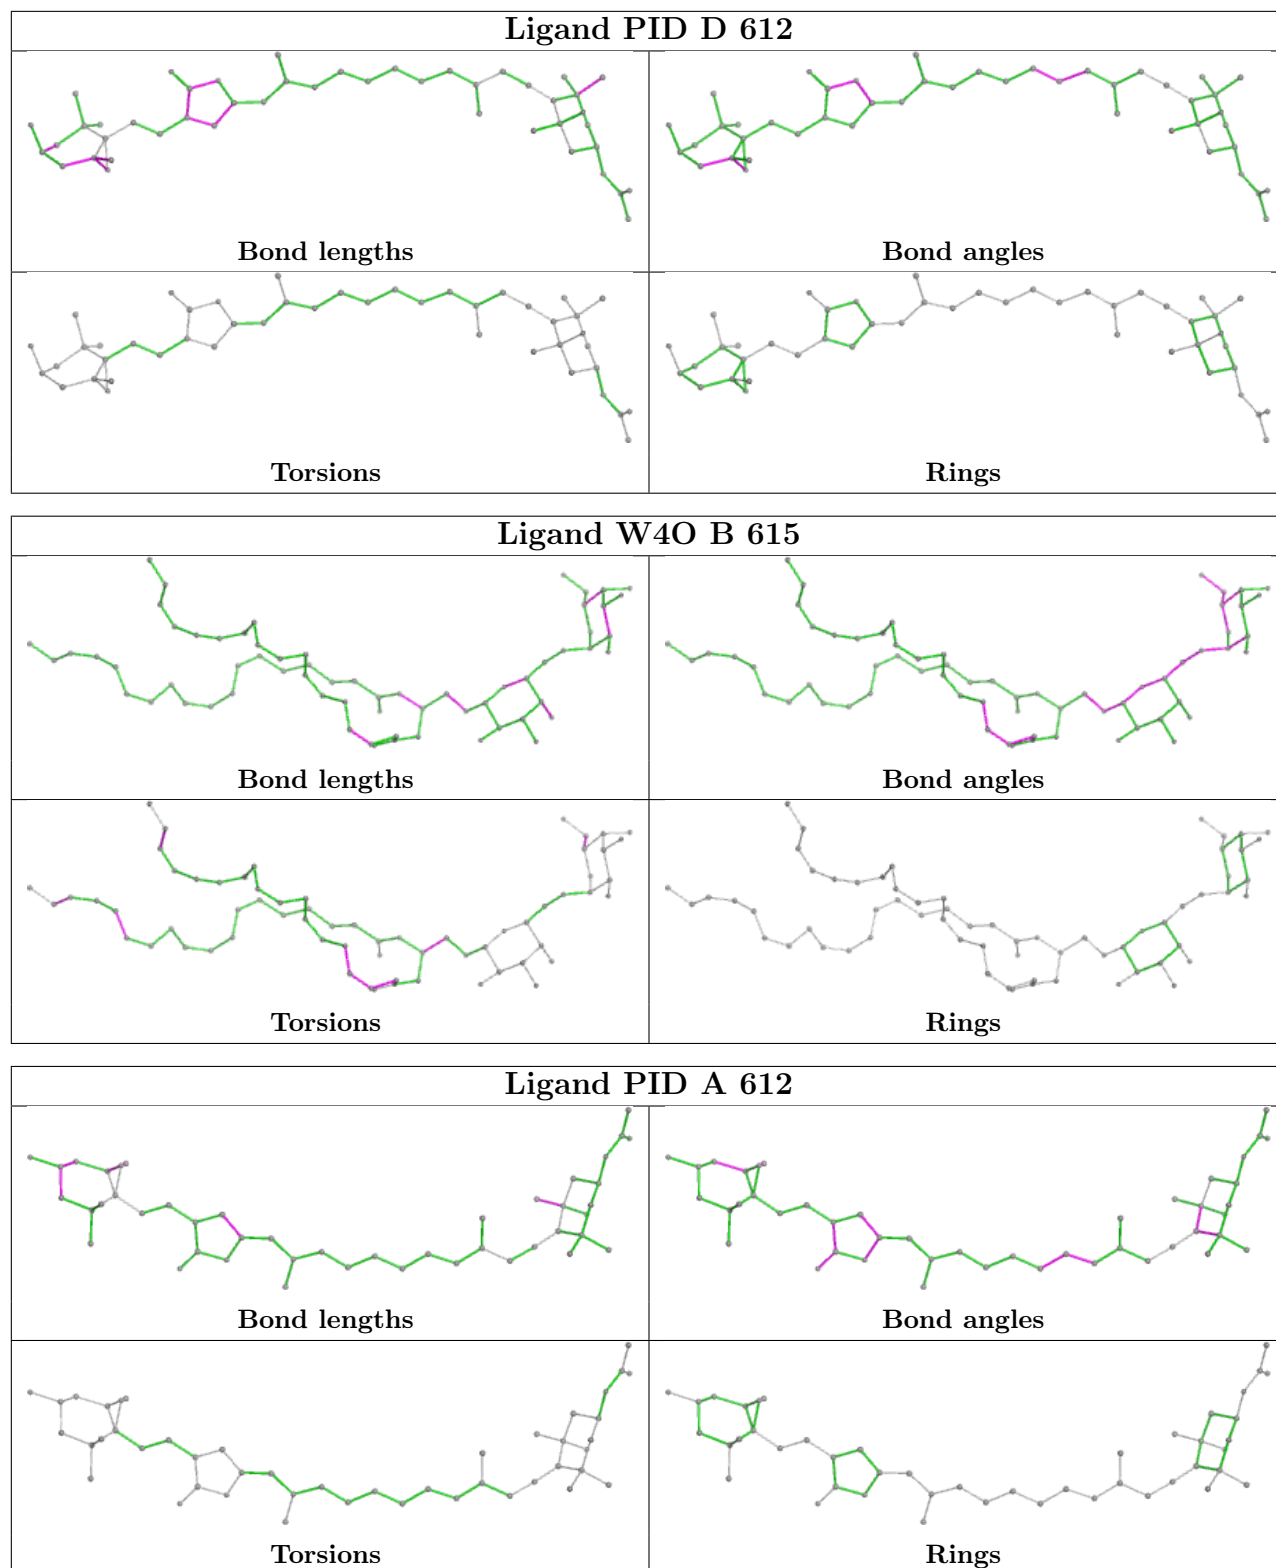 Ligand PID D 612
Bond lengths
Bond angles
Torsions
Rings
Ligand W4O B 615
Bond lengths
Bond angles
Torsions
Rings
Ligand PID A 612
Bond lengths
Bond angles
Torsions
Rings